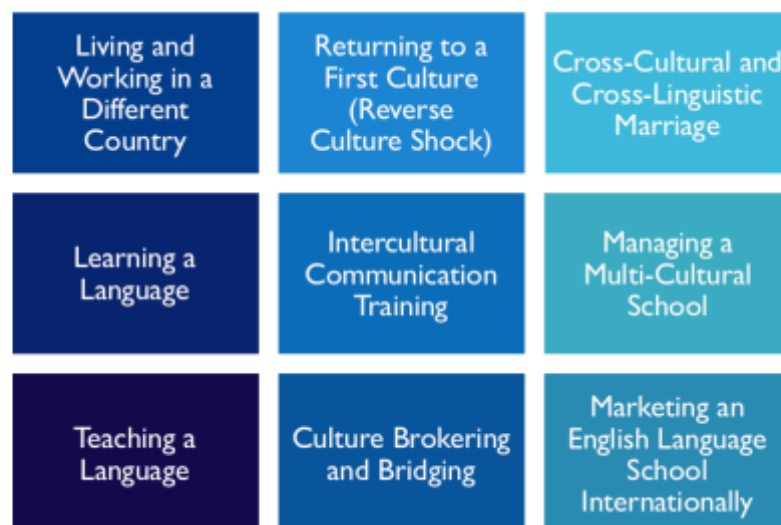 Living and
Working in a
Different
Country
Returning to a
First Culture
(Reverse
Culture Shock)
Cross-Cultural and
Cross-Linguistic
Marriage
Learning a
Language
Intercultural
Communication
Training
Managing a
Multi-Cultural
School
Teaching a
Language
Culture Brokering
and Bridging
Marketing an
English Language
School
Internationally